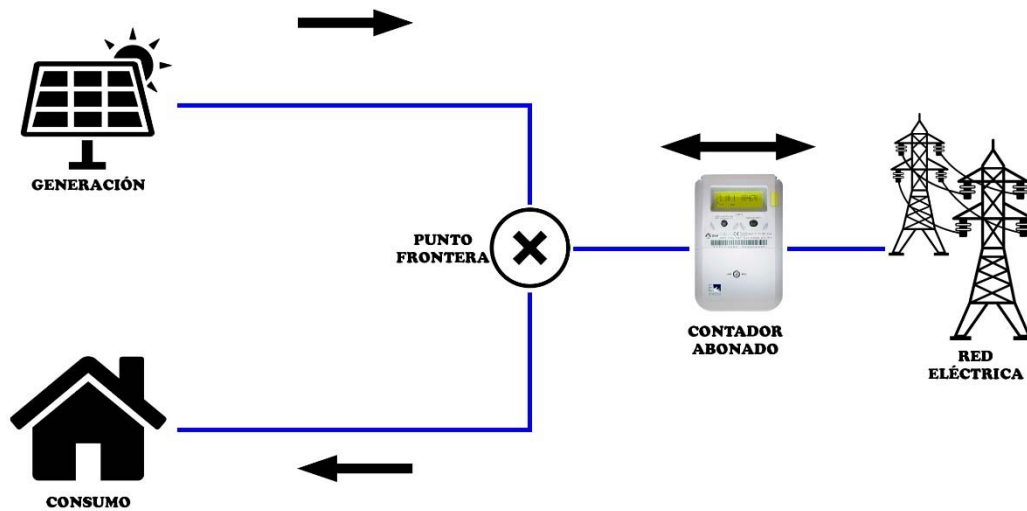 GENERACIÓN
PUNTO
FRONTERA
CONTADOR
ABONADO
RED
ELÉCTRICA
CONSUMO